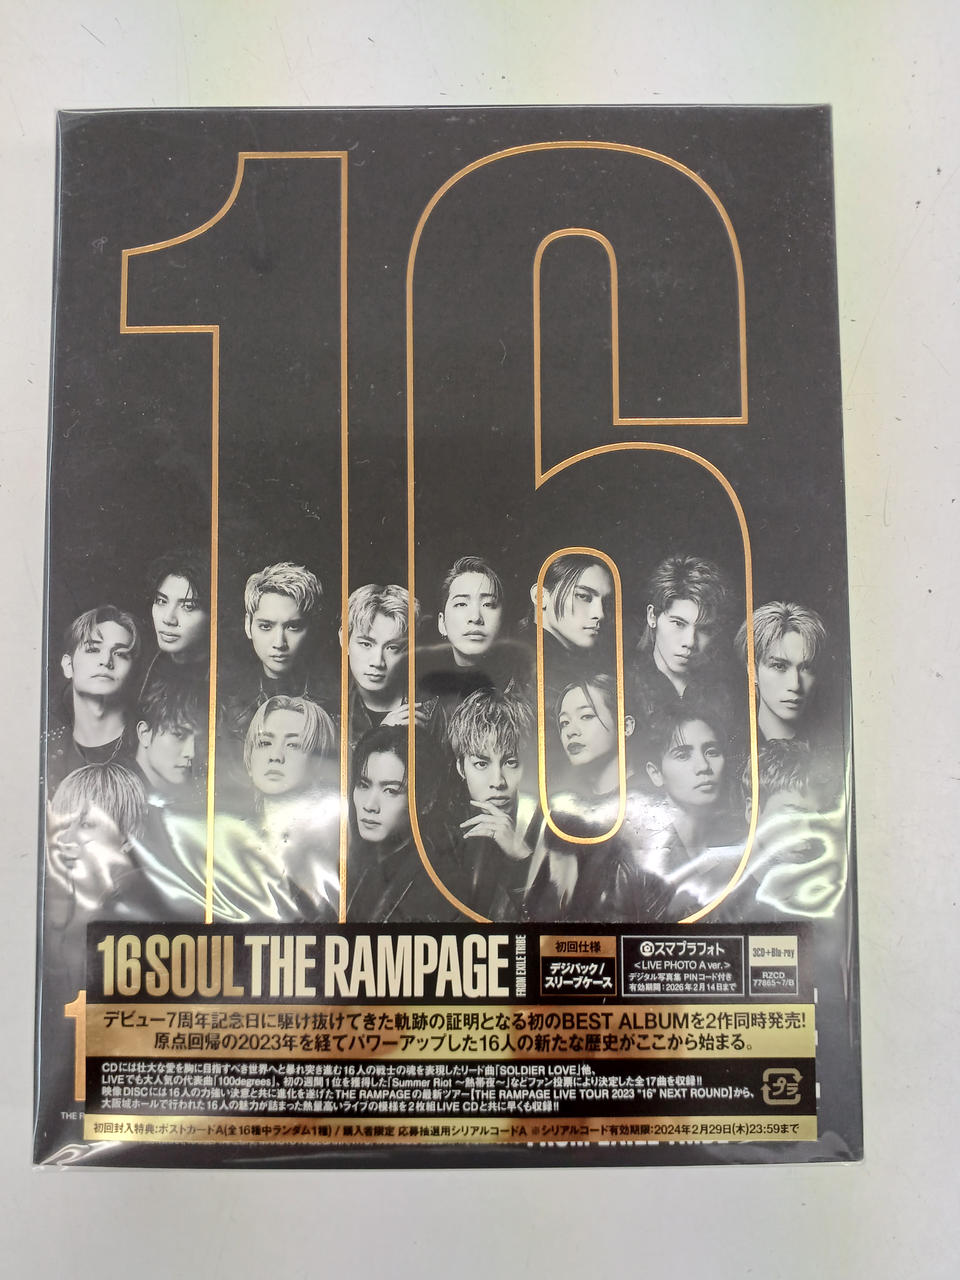 16
16SOUL THE RAMPAGE FROM EXILE TRIBE
初回仕様
デジパック/
スリーブケース
スマプラフォト
<LIVE PHOTO A ver.>
デジタル写真集 PINコード付き
有効期間:2026年2月14日まで
3CD+Blu-ray
RZCD
77865~7/B
デビュー7周年記念日に駆け抜けてきた軌跡の証明となる初のBEST ALBUMを2作同時発売!
原点回帰の2023年を経てパワーアップした16人の新たな歴史がここから始まる。
CDには壮大な愛を胸に目指すべき世界へと暴れ突き進む16人の戦士の魂を表現したリード曲「SOLDIER LOVE」他、
LIVEでも大人気の代表曲「100degrees」、初の週間1位を獲得した「Summer Riot ~熱帯夜~」などファン投票により決定した全17曲を収録!!
映像DISCには16人の力強い決意と共に進化を遂げたTHE RAMPAGEの最新ツアー【THE RAMPAGE LIVE TOUR 2023 "16" NEXT ROUND】から、
大阪城ホールで行われた16人の魅力が詰まった熱量高いライブの模様を2枚組LIVE CDと共に早くも収録!!
プラ
初回封入特典:ポストカードA(全16種中ランダム1種) / 購入者限定 応募抽選用シリアルコードA ※シリアルコード有効期間:2024年2月29日(木)23:59まで